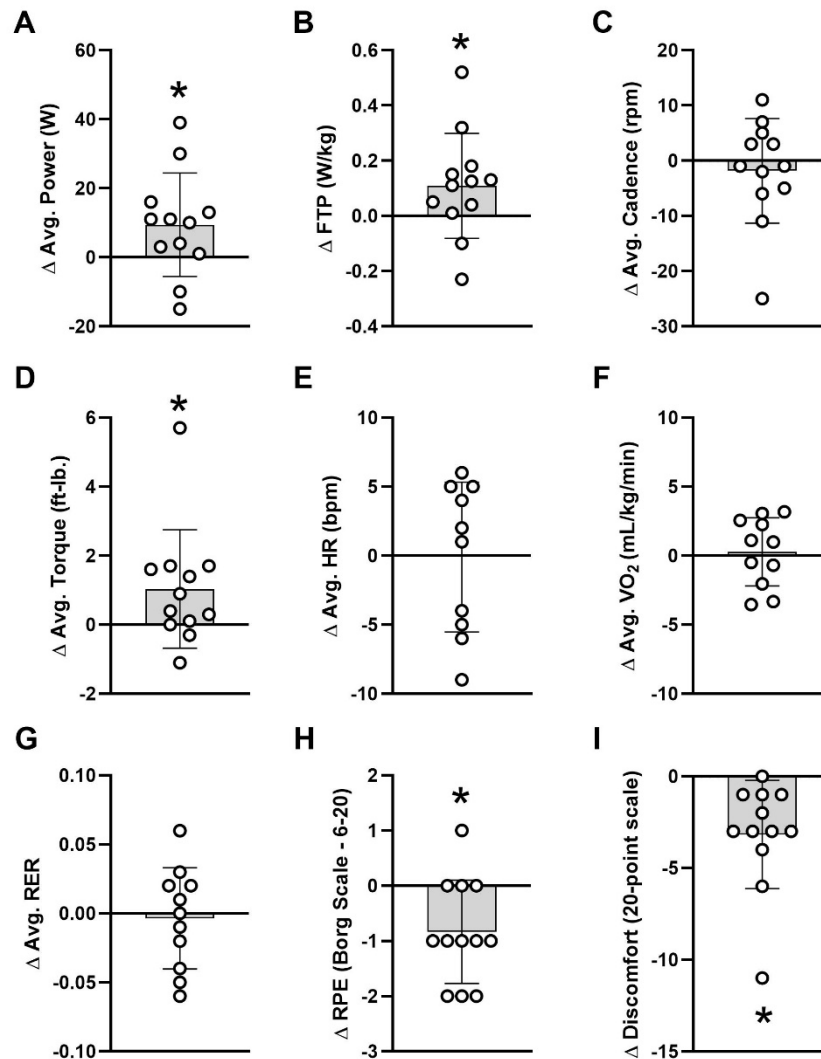 A
Δ Avg. Power (W)
60
40
20
0
-20
*
B
Δ FTP (W/kg)
0.6
0.4
0.2
0.0
-0.2
-0.4
*
C
Δ Avg. Cadence (rpm)
20
10
0
-10
-20
-30
D
Δ Avg. Torque (ft-lb.)
6
4
2
0
-2
*
E
Δ Avg. HR (bpm)
10
5
0
-5
-10
F
Δ Avg. VO₂ (mL/kg/min)
10
5
0
-5
-10
G
Δ Avg. RER
0.10
0.05
0.00
-0.05
-0.10
H
Δ RPE (Borg Scale - 6-20)
2
1
0
-1
-2
-3
*
I
Δ Discomfort (20-point scale)
0
-5
-10
-15
*